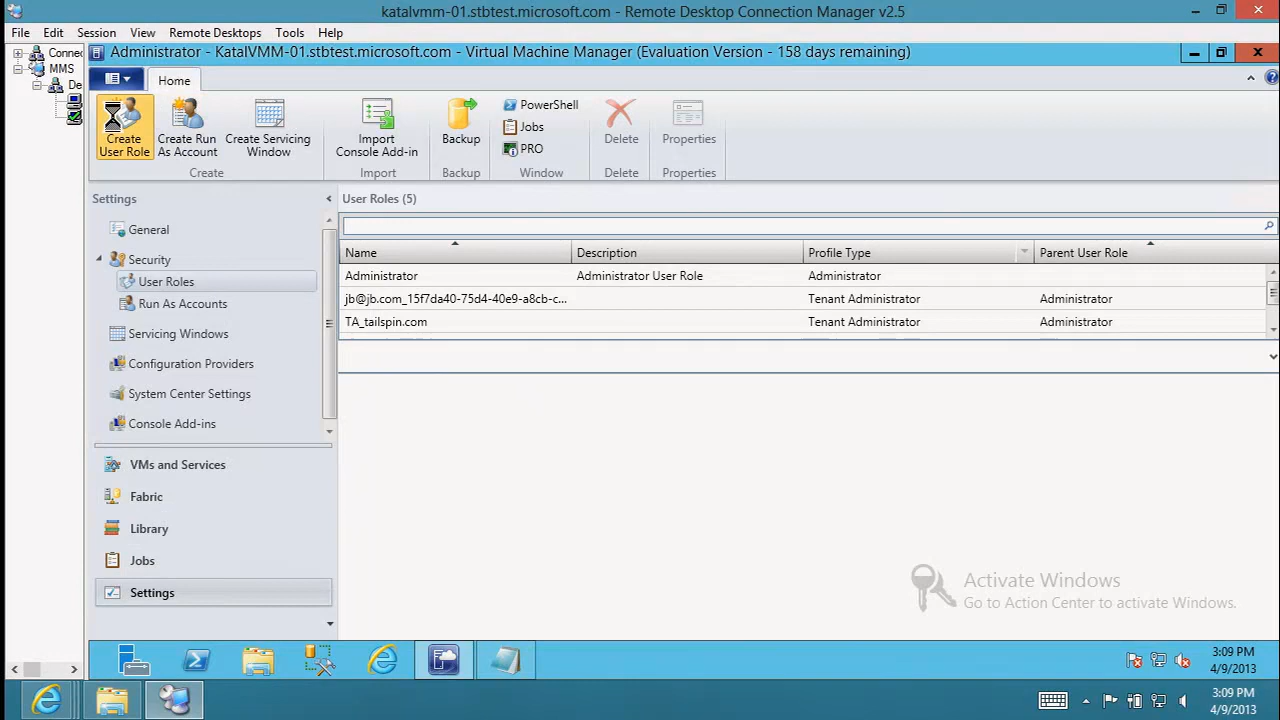 katalvmm-01.stbtest.microsoft.com - Remote Desktop Connection Manager v2.5
File Edit Session View Remote Desktops Tools Help
Connec
MMS
De
Administrator - KatalVMM-01.stbtest.microsoft.com - Virtual Machine Manager (Evaluation Version - 158 days remaining)
Home
Create User Role
Create Run As Account
Create Servicing Window
Create
Import Console Add-in
Import
Backup
Backup
PowerShell
Jobs
PRO
Window
Delete
Delete
Properties
Properties
Settings
General
Security
User Roles
Run As Accounts
Servicing Windows
Configuration Providers
System Center Settings
Console Add-ins
VMs and Services
Fabric
Library
Jobs
Settings
User Roles (5)
Name Description Profile Type Parent User Role
Administrator Administrator User Role Administrator
jb@jb.com_15f7da40-75d4-40e9-a8cb-c... Tenant Administrator Administrator
TA_tailspin.com Tenant Administrator Administrator
Activate Windows
Go to Action Center to activate Windows.
3:09 PM
4/9/2013
3:09 PM
4/9/2013